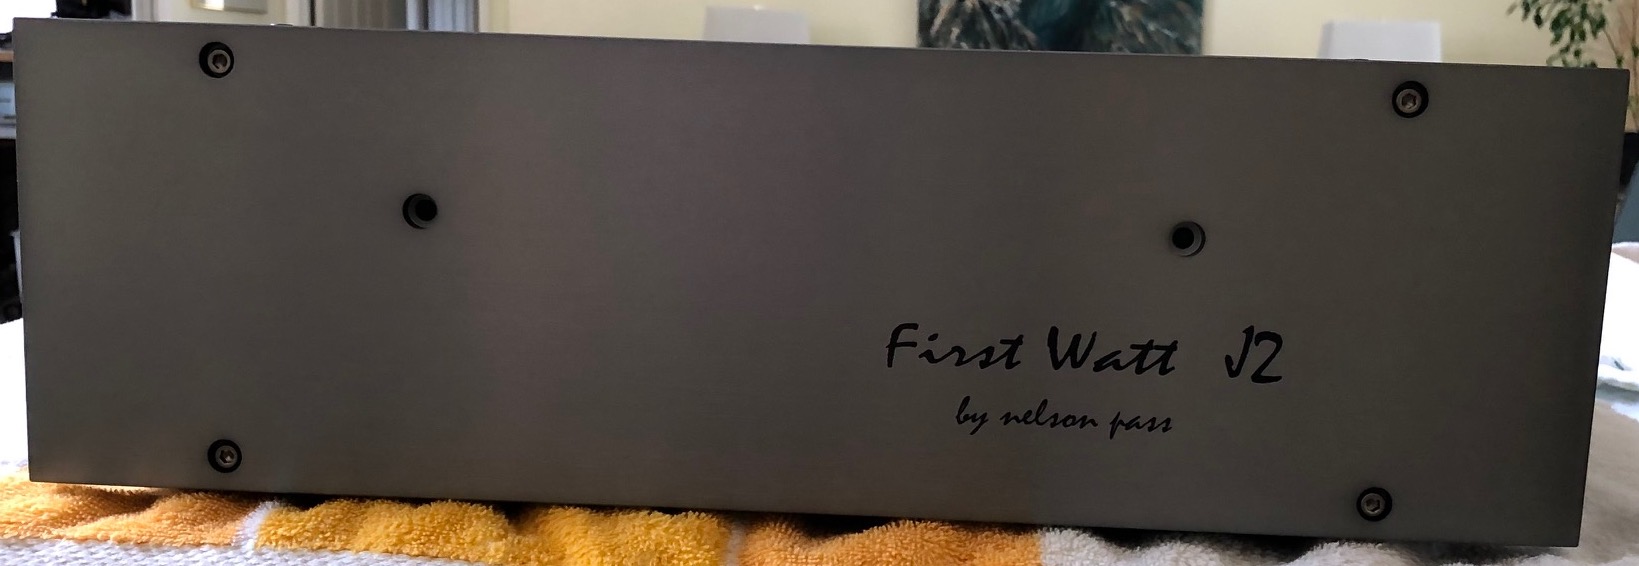 First Watt J2
by nelson pass